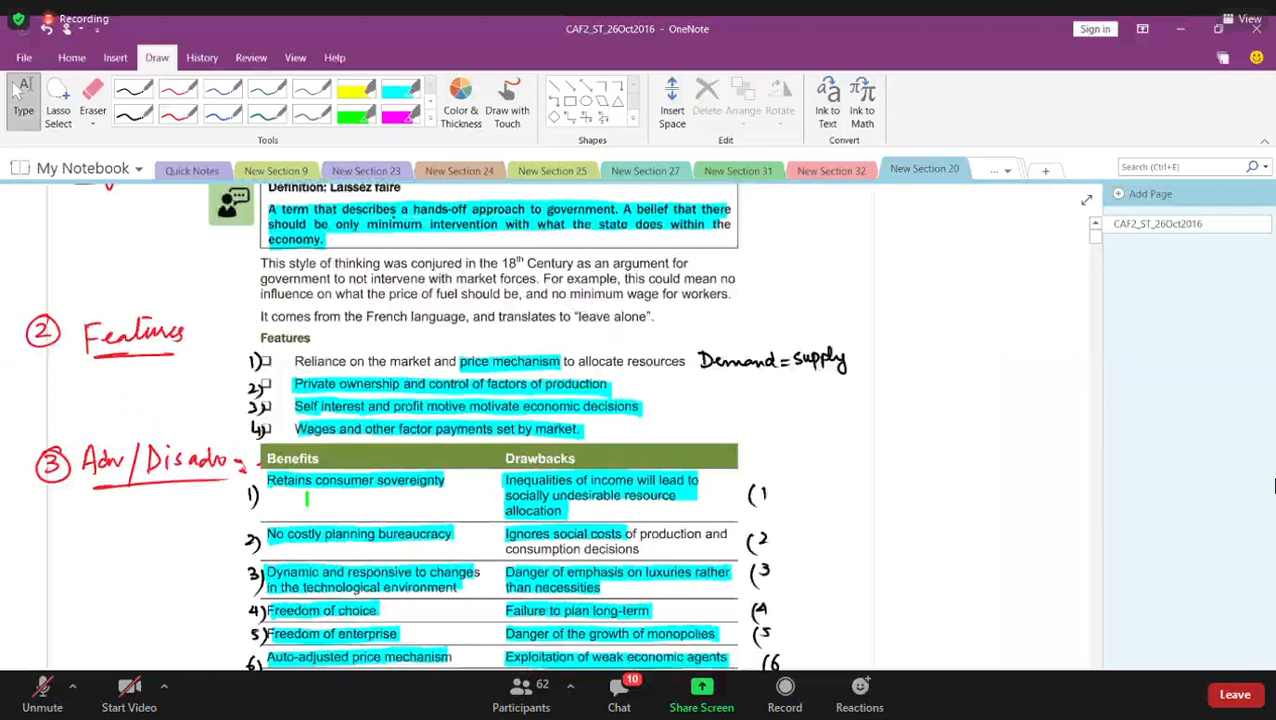 Recording
CAF2_ST_26Oct2016 - OneNote
Sign in
View
File Home Insert Draw History Review View Help
Type
Lasso Select
Eraser
Color & Thickness
Draw with Touch
Insert Space
Delete
Arrange
Rotate
Ink to Text
Ink to Math
Tools
Shapes
Edit
Convert
My Notebook
Quick Notes
New Section 9
New Section 23
New Section 24
New Section 25
New Section 27
New Section 31
New Section 32
New Section 20
...
Search (Ctrl+E)
Add Page
CAF2_ST_26Oct2016
Definition: Laissez faire
A term that describes a hands-off approach to government. A belief that there
should be only minimum intervention with what the state does within the
economy.
This style of thinking was conjured in the 18th Century as an argument for
government to not intervene with market forces. For example, this could mean no
influence on what the price of fuel should be, and no minimum wage for workers.
It comes from the French language, and translates to “leave alone”.
2 Features
Features
1) Reliance on the market and price mechanism to allocate resources Demand = supply
2) Private ownership and control of factors of production
3) Self interest and profit motive motivate economic decisions
4) Wages and other factor payments set by market.
3 Adv/Disadv
Benefits Drawbacks
1) Retains consumer sovereignty
Inequalities of income will lead to
socially undesirable resource
allocation
(1
2) No costly planning bureaucracy
Ignores social costs of production and
consumption decisions
(2
3) Dynamic and responsive to changes
in the technological environment
Danger of emphasis on luxuries rather
than necessities
(3
4) Freedom of choice Failure to plan long-term (4
5) Freedom of enterprise Danger of the growth of monopolies (5
6) Auto-adjusted price mechanism Exploitation of weak economic agents (6
Unmute
Start Video
62
Participants
10
Chat
Share Screen
Record
Reactions
Leave